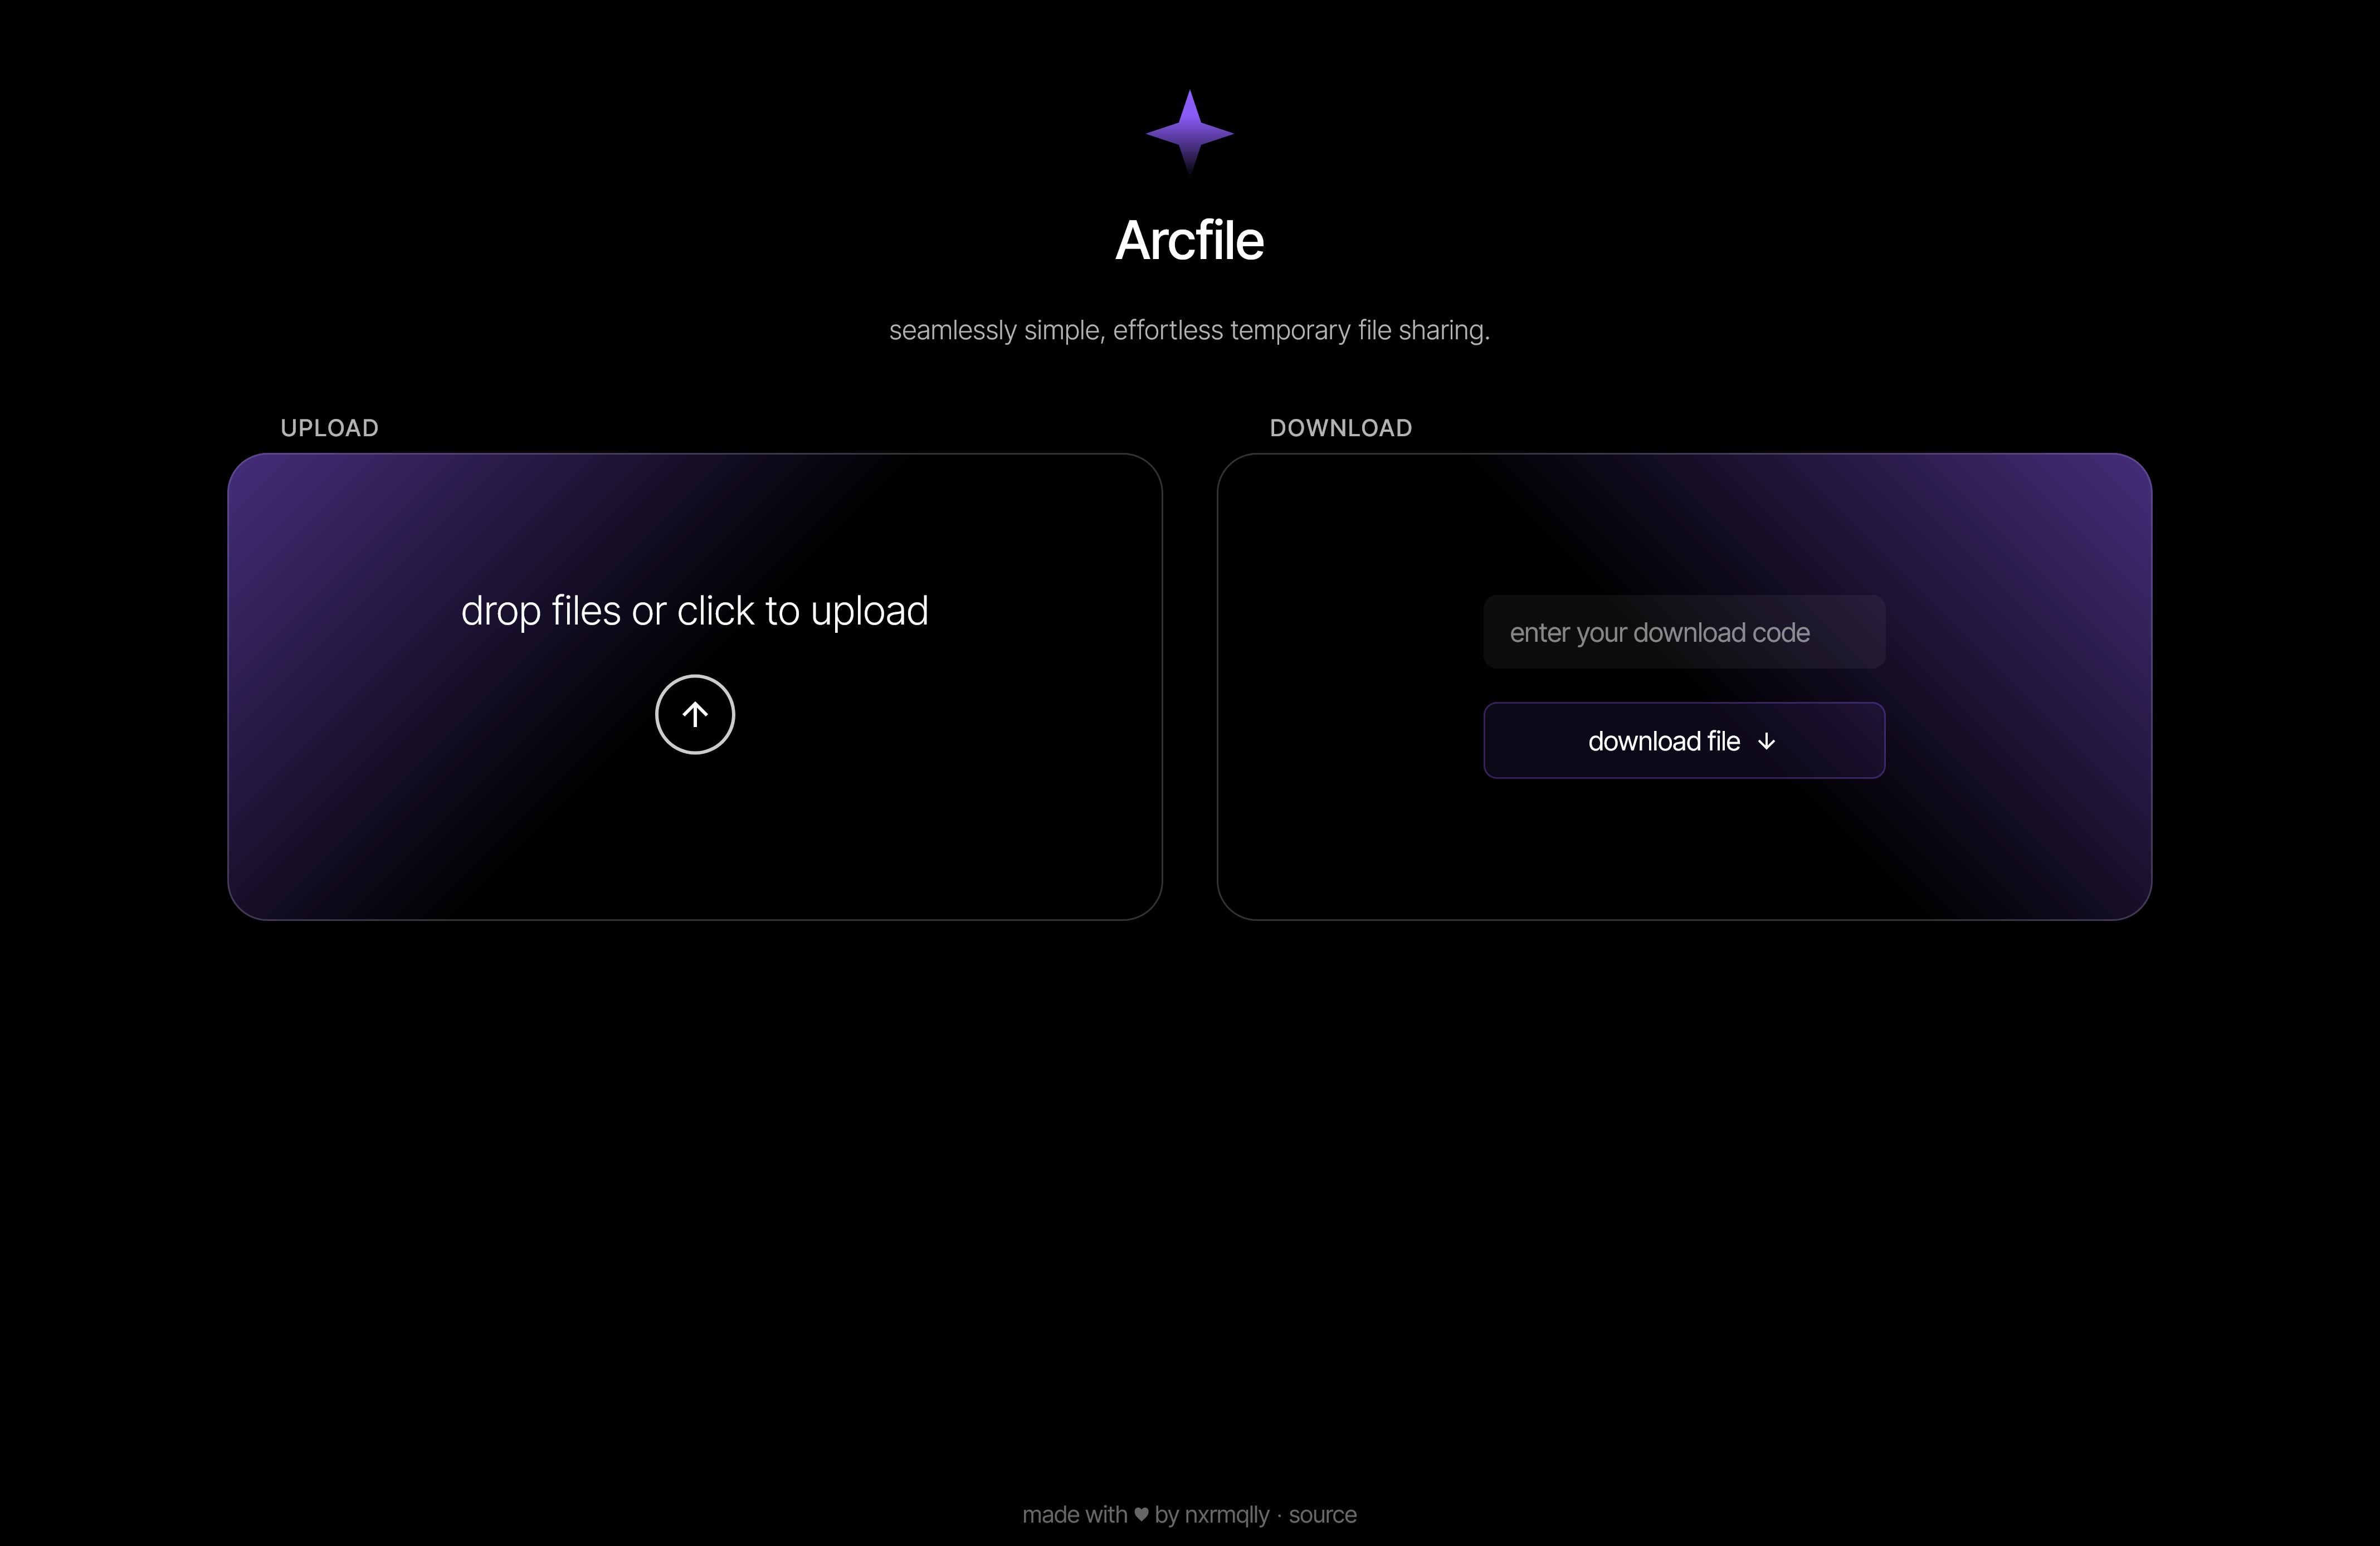 Arcfile
seamlessly simple, effortless temporary file sharing.
UPLOAD
drop files or click to upload
DOWNLOAD
enter your download code
download file
made with ♥ by nxrmqlly · source